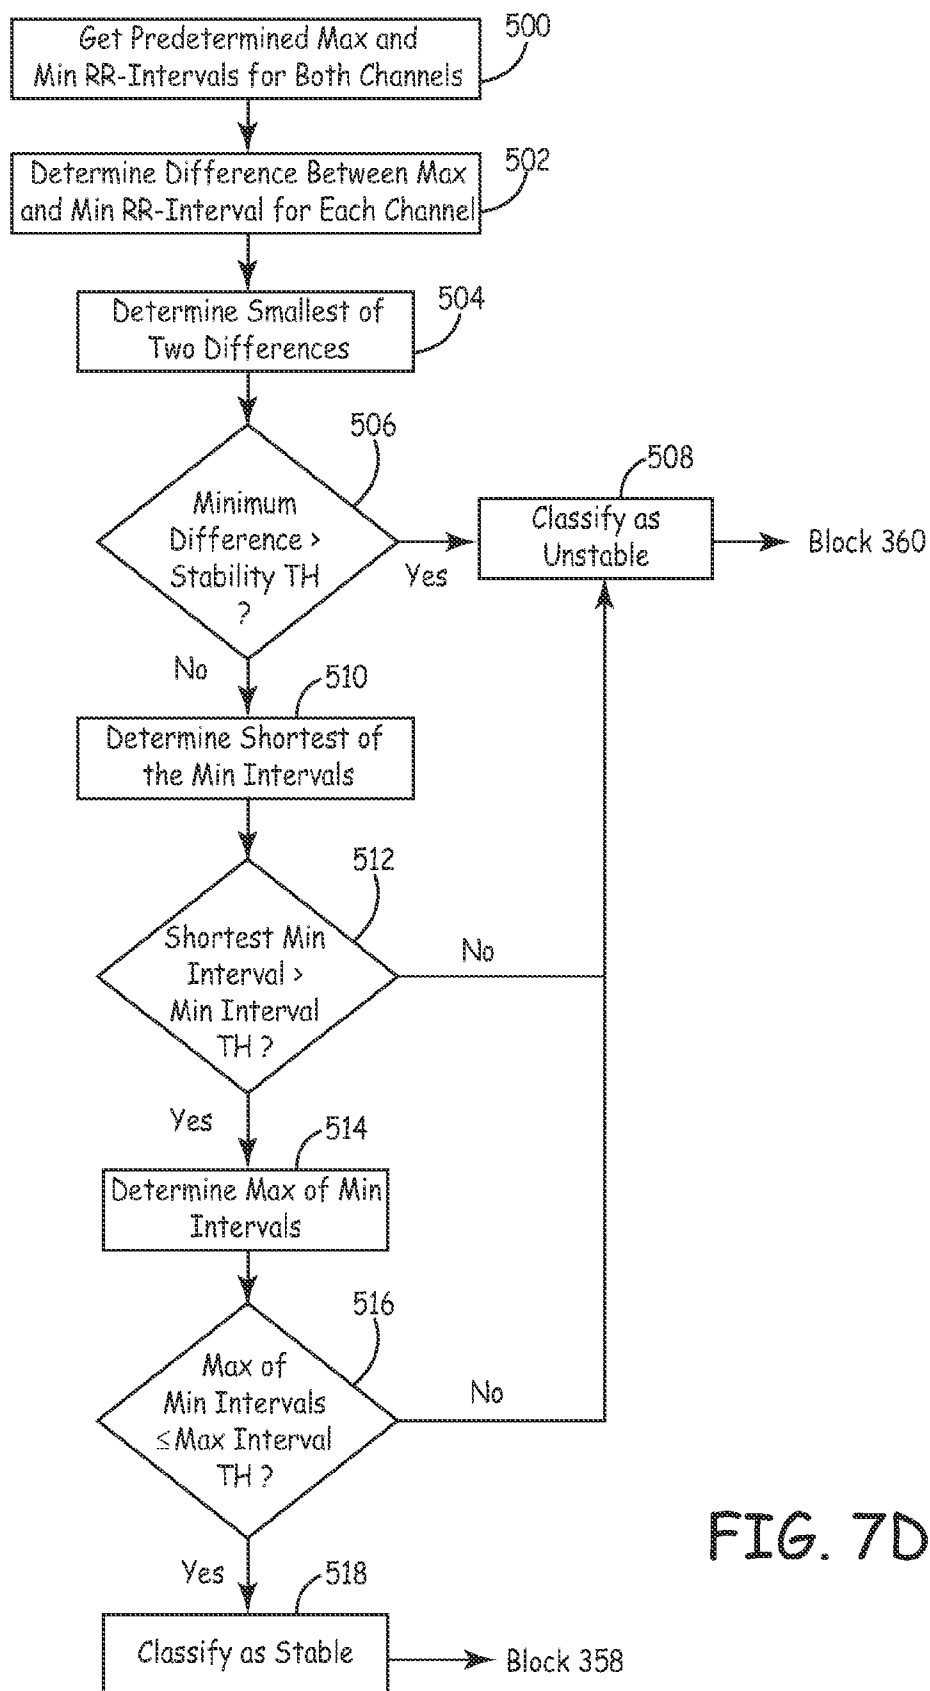 500
Get Predetermined Max and
Min RR-Intervals for Both Channels
502
Determine Difference Between Max
and Min RR-Interval for Each Channel
504
Determine Smallest of
Two Differences
506
Minimum
Difference >
Stability TH
?
Yes
508
Classify as
Unstable
Block 360
No
510
Determine Shortest of
the Min Intervals
512
Shortest Min
Interval >
Min Interval
TH ?
No
Yes
514
Determine Max of Min
Intervals
516
Max of
Min Intervals
≤Max Interval
TH ?
No
Yes
518
Classify as Stable
Block 358
FIG. 7D